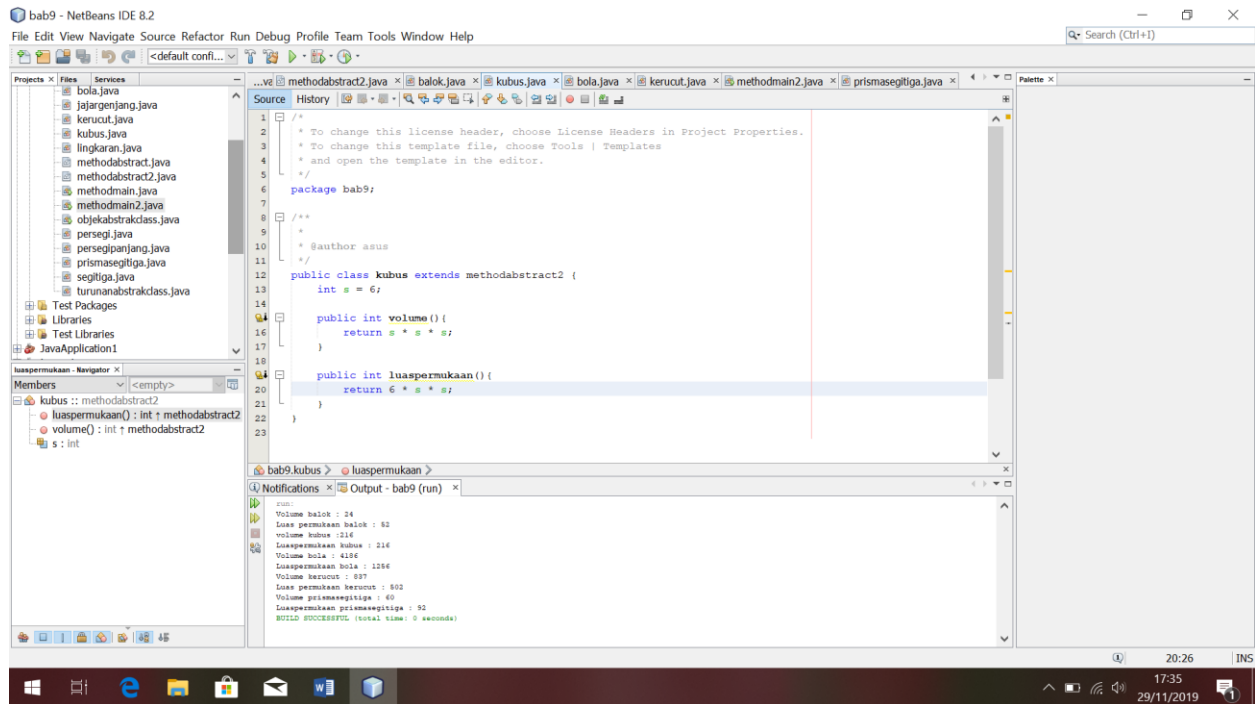 bab9 - NetBeans IDE 8.2
File Edit View Navigate Source Refactor Run Debug Profile Team Tools Window Help
Search (Ctrl+I)
<default confi...
Projects Files Services
bola.java
jajargenjang.java
kerucut.java
kubus.java
lingkaran.java
methodabstract.java
methodabstract2.java
methodmain.java
methodmain2.java
objekabstrakclass.java
persegi.java
persegipanjang.java
prismasegitiga.java
segitiga.java
turunanabstrakclass.java
Test Packages
Libraries
Test Libraries
JavaApplication1
luaspermukaan - Navigator
Members <empty>
kubus :: methodabstract2
luaspermukaan() : int ↑ methodabstract2
volume() : int ↑ methodabstract2
s : int
...va methodabstract2.java balok.java kubus.java bola.java kerucut.java methodmain2.java prismasegitiga.java
Source History
1 /*
2 * To change this license header, choose License Headers in Project Properties.
3 * To change this template file, choose Tools | Templates
4 * and open the template in the editor.
5 */
6 package bab9;
7
8 /**
9 *
10 * @author asus
11 */
12 public class kubus extends methodabstract2 {
13 int s = 6;
14
public int volume(){
16 return s * s * s;
17 }
18
public int luaspermukaan(){
20 return 6 * s * s;
21 }
22 }
23
bab9.kubus > luaspermukaan >
Notifications Output - bab9 (run)
run:
Volume balok : 24
Luas permukaan balok : 52
volume kubus :216
Luaspermukaan kubus : 216
Volume bola : 4186
Luaspermukaan bola : 1256
Volume kerucut : 837
Luas permukaan kerucut : 502
Volume prismasegitiga : 60
Luaspermukaan prismasegitiga : 92
BUILD SUCCESSFUL (total time: 0 seconds)
Palette
20:26 INS
17:35
29/11/2019
1